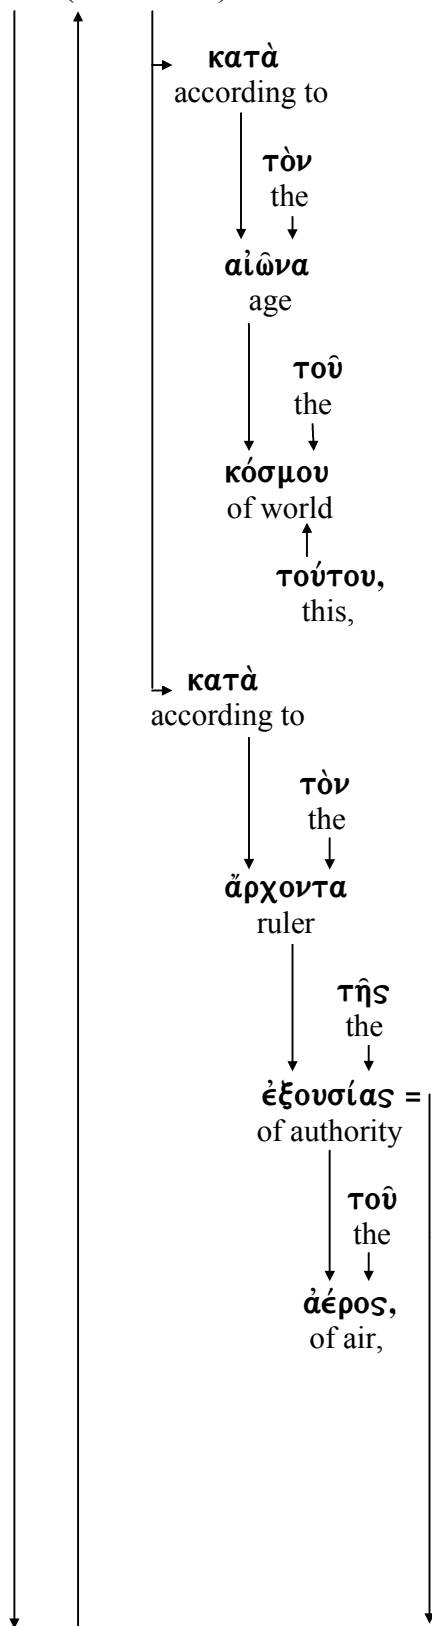 κατὰ
according to
τὸν
the
αἰῶνα
age
τοῦ
the
κόσμου
of world
τούτου,
this,
κατὰ
according to
τὸν
the
ἄρχοντα
ruler
τῆς
the
ἐξουσίας =
of authority
τοῦ
the
ἀέρος,
of air,